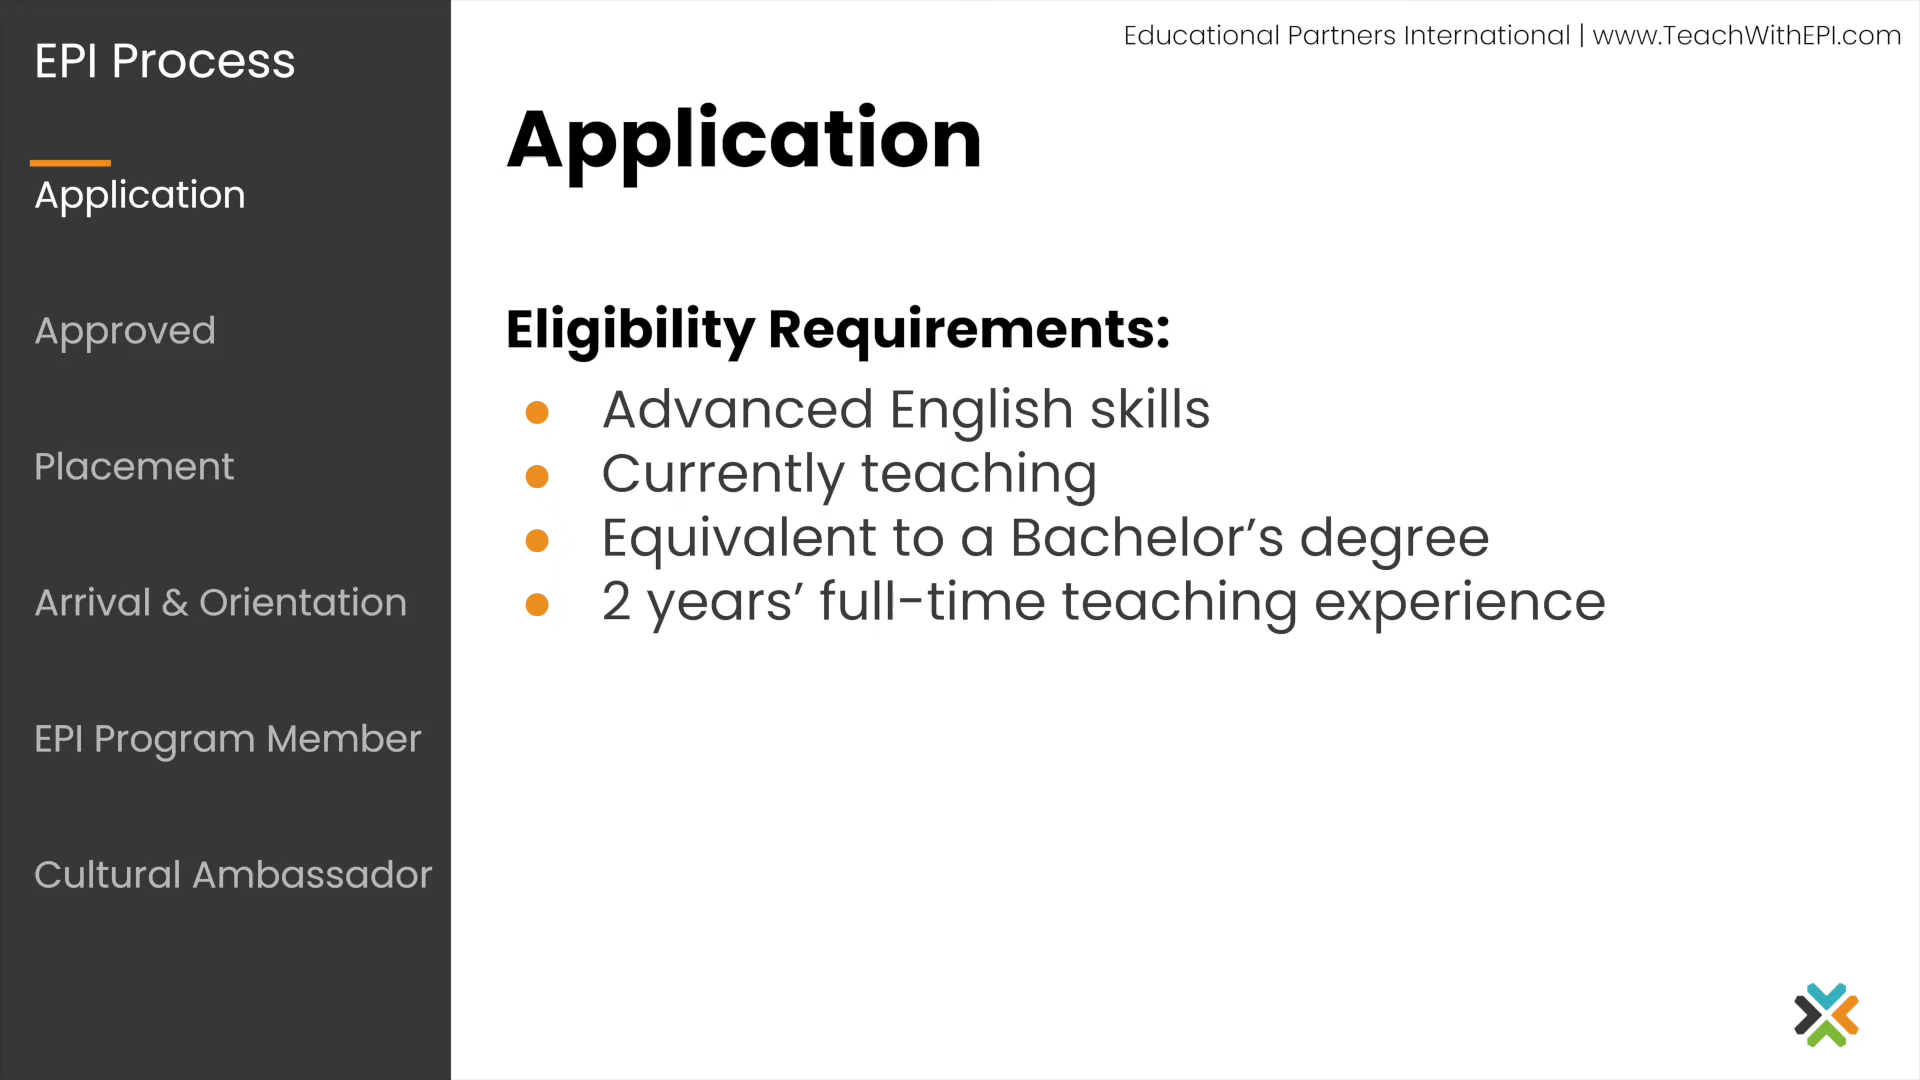 EPI Process
Application
Approved
Placement
Arrival & Orientation
EPI Program Member
Cultural Ambassador
Educational Partners International | www.TeachWithEPI.com
Application
Eligibility Requirements:
● Advanced English skills
● Currently teaching
● Equivalent to a Bachelor’s degree
● 2 years’ full-time teaching experience